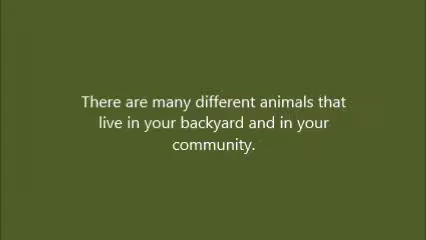 There are many different animals that
live in your backyard and in your
community.